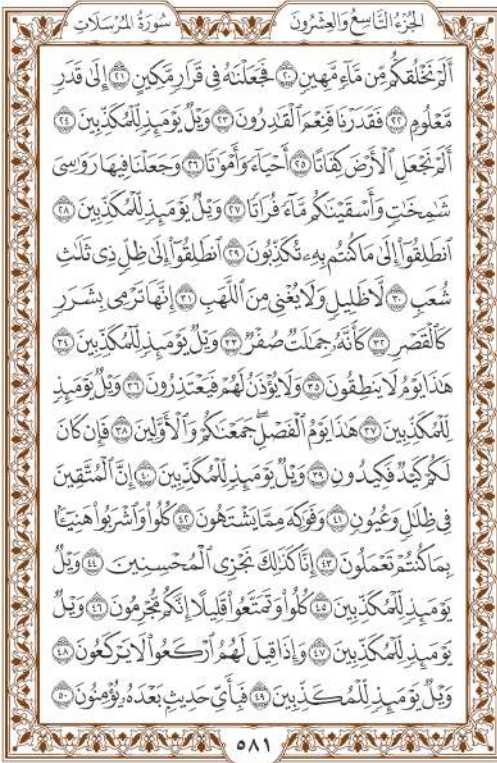 سُورَةُ المُرْسَلَاتِ الجُزْءُ التَّاسِعُ وَالعِشْرُونَ
أَلَمْ نَخْلُقكُّم مِّن مَّآءٖ مَّهِينٖ ٢٠ فَجَعَلْنَٰهُ فِي قَرَارٖ مَّكِينٍ ٢١ إِلَىٰ قَدَرٖ
مَّعْلُومٖ ٢٢ فَقَدَرْنَا فَنِعْمَ ٱلْقَٰدِرُونَ ٢٣ وَيْلٞ يَوْمَئِذٖ لِّلْمُكَذِّبِينَ ٢٤
أَلَمْ نَجْعَلِ ٱلْأَرْضَ كِفَاتًا ٢٥ أَحْيَآءٗ وَأَمْوَٰتٗا ٢٦ وَجَعَلْنَا فِيهَا رَوَٰسِيَ
شَٰمِخَٰتٖ وَأَسْقَيْنَٰكُم مَّآءٗ فُرَاتٗا ٢٧ وَيْلٞ يَوْمَئِذٖ لِّلْمُكَذِّبِينَ ٢٨
ٱنطَلِقُوٓا۟ إِلَىٰ مَا كُنتُم بِهِۦ تُكَذِّبُونَ ٢٩ ٱنطَلِقُوٓا۟ إِلَىٰ ظِلّٖ ذِي ثَلَٰثِ
شُعَبٖ ٣٠ لَّا ظَلِيلٖ وَلَا يُغْنِي مِنَ ٱللَّهَبِ ٣١ إِنَّهَا تَرْمِي بِشَرَرٖ
كَٱلْقَصْرِ ٣٢ كَأَنَّهُۥ جِمَٰلَتٞ صُفْرٞ ٣٣ وَيْلٞ يَوْمَئِذٖ لِّلْمُكَذِّبِينَ ٣٤
هَٰذَا يَوْمُ لَا يَنطِقُونَ ٣٥ وَلَا يُؤْذَنُ لَهُمْ فَيَعْتَذِرُونَ ٣٦ وَيْلٞ يَوْمَئِذٖ
لِّلْمُكَذِّبِينَ ٣٧ هَٰذَا يَوْمُ ٱلْفَصْلِۖ جَمَعْنَٰكُمْ وَٱلْأَوَّلِينَ ٣٨ فَإِن كَانَ
لَكُمْ كَيْدٞ فَكِيدُونِ ٣٩ وَيْلٞ يَوْمَئِذٖ لِّلْمُكَذِّبِينَ ٤٠ إِنَّ ٱلْمُتَّقِينَ
فِي ظِلَٰلٖ وَعُيُونٖ ٤١ وَفَوَٰكِهَ مِمَّا يَشْتَهُونَ ٤٢ كُلُوا۟ وَٱشْرَبُوا۟ هَنِيٓـَٔۢا
بِمَا كُنتُمْ تَعْمَلُونَ ٤٣ إِنَّا كَذَٰلِكَ نَجْزِي ٱلْمُحْسِنِينَ ٤٤ وَيْلٞ
يَوْمَئِذٖ لِّلْمُكَذِّبِينَ ٤٥ كُلُوا۟ وَتَمَتَّعُوا۟ قَلِيلًا إِنَّكُم مُّجْرِمُونَ ٤٦ وَيْلٞ
يَوْمَئِذٖ لِّلْمُكَذِّبِينَ ٤٧ وَإِذَا قِيلَ لَهُمُ ٱرْكَعُوا۟ لَا يَرْكَعُونَ ٤٨
وَيْلٞ يَوْمَئِذٖ لِّلْمُكَذِّبِينَ ٤٩ فَبِأَيِّ حَدِيثِۭ بَعْدَهُۥ يُؤْمِنُونَ ٥٠
٥٨١